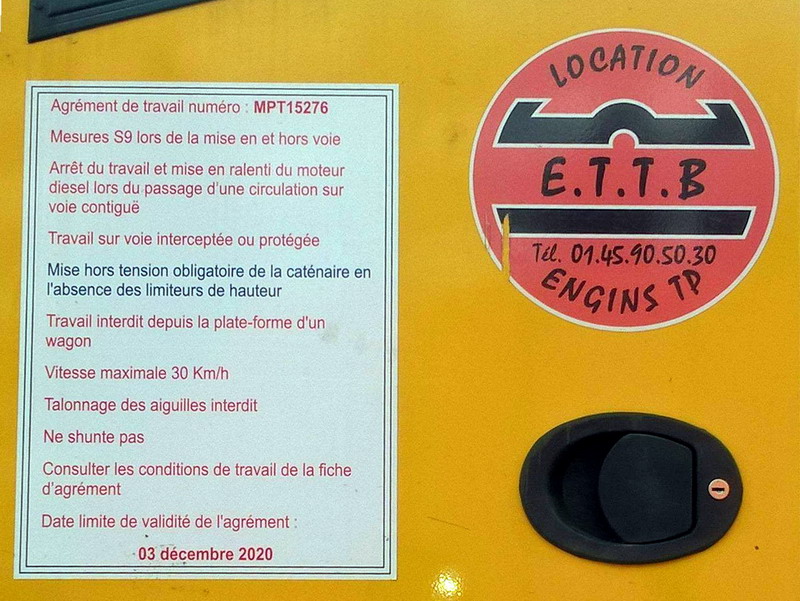 Agrément de travail numéro : MPT15276
Mesures S9 lors de la mise en et hors voie
Arrêt du travail et mise en ralenti du moteur
diesel lors du passage d'une circulation sur
voie contiguë
Travail sur voie interceptée ou protégée
Mise hors tension obligatoire de la caténaire en
l'absence des limiteurs de hauteur
Travail interdit depuis la plate-forme d'un
wagon
Vitesse maximale 30 Km/h
Talonnage des aiguilles interdit
Ne shunte pas
Consulter les conditions de travail de la fiche
d'agrément
Date limite de validité de l'agrément :
03 décembre 2020
LOCATION
E.T.T.B
Tél. 01.45.90.50.30
ENGINS TP